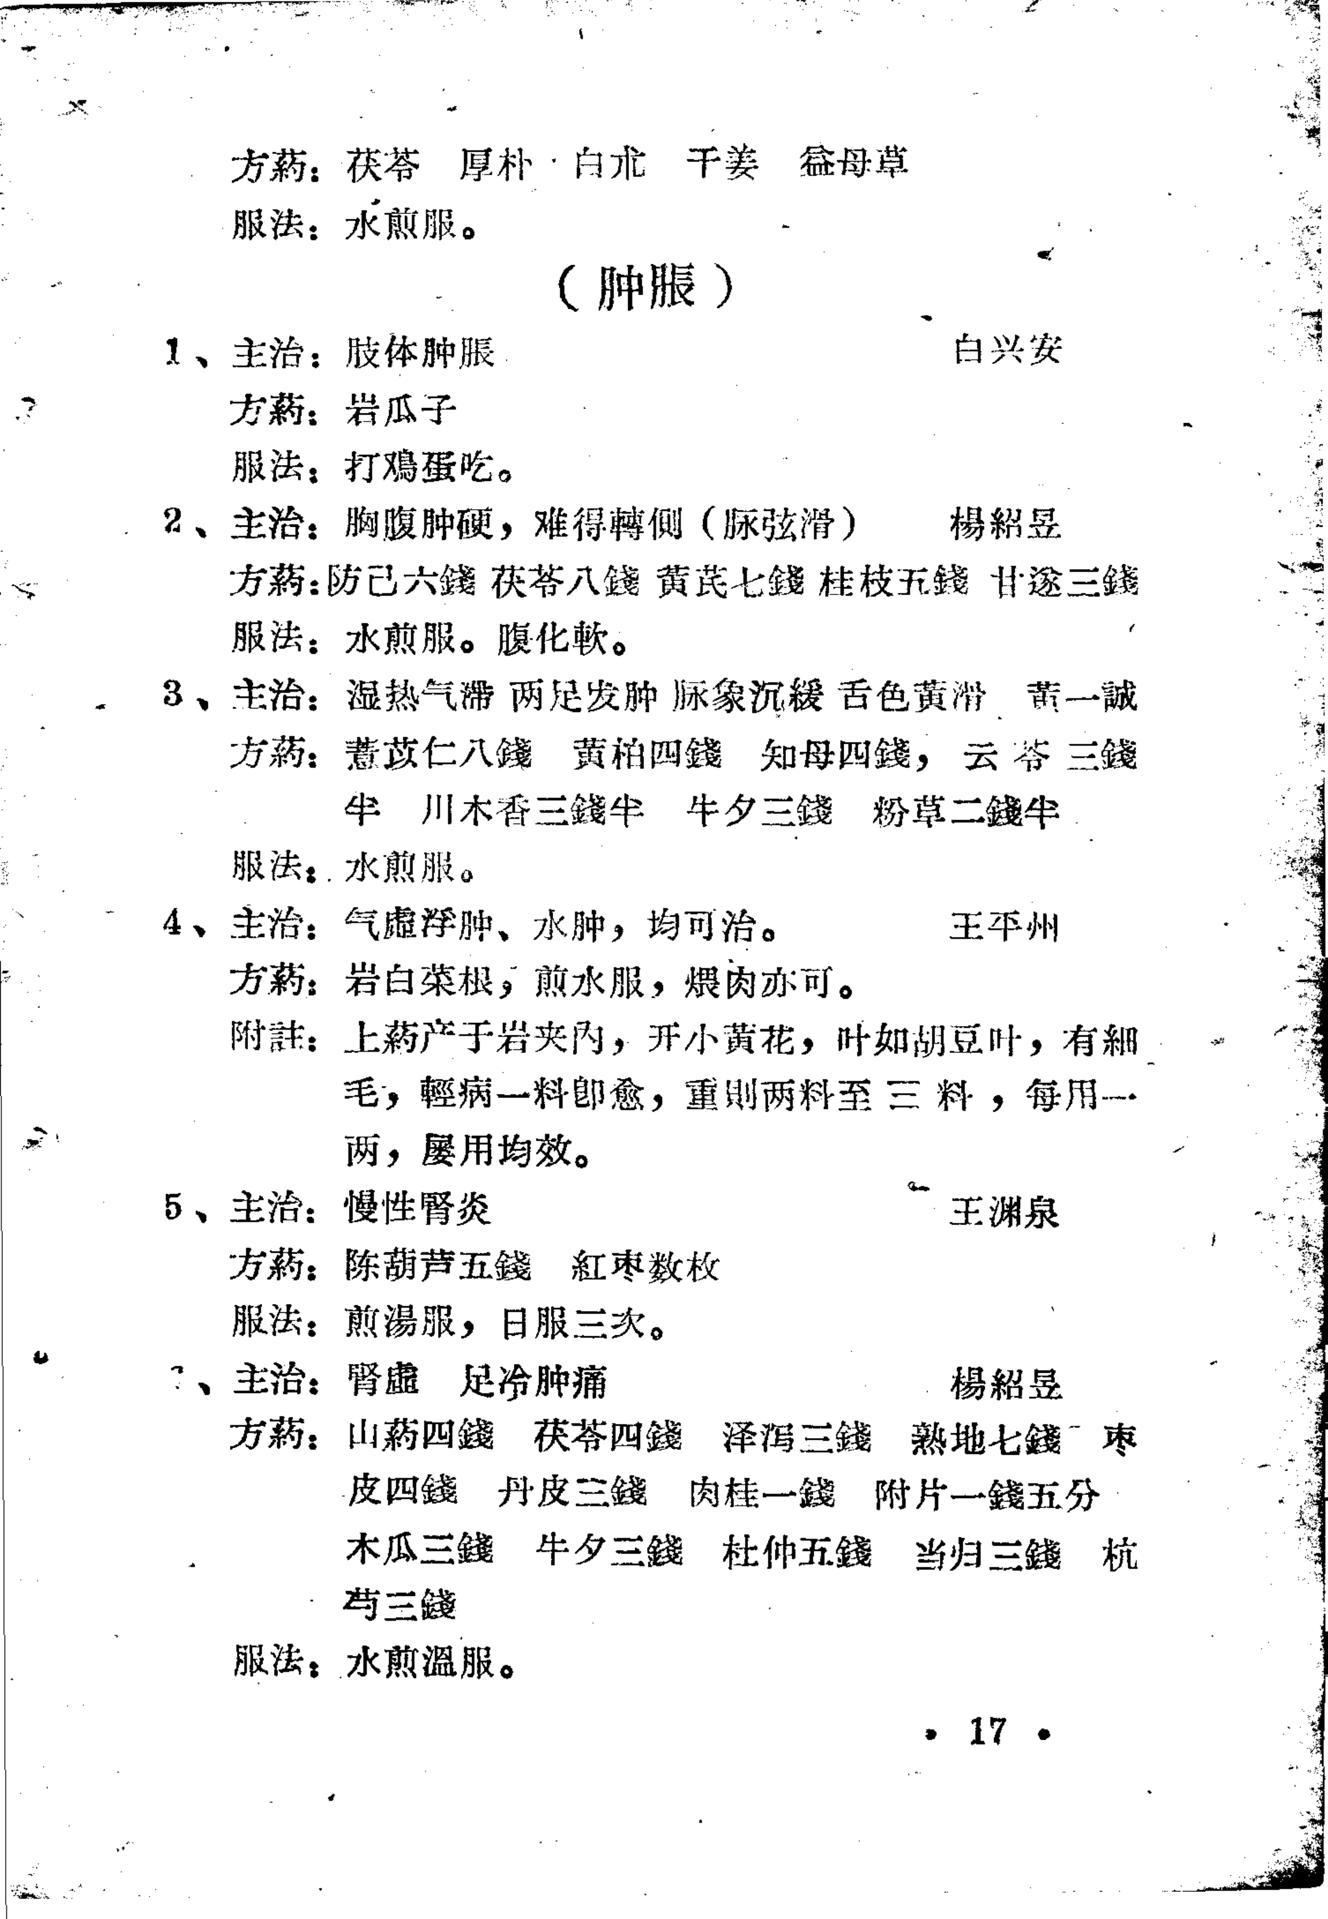 方葯：茯苓　厚朴　白朮　干姜　益母草
服法：水煎服。
（肿脹）
1、主治：肢体肿脹　白兴安
方葯：岩瓜子
服法：打鸡蛋吃。
2、主治：胸腹肿硬，难得轉側（脉弦滑）　楊紹昱
方葯：防己六錢 茯苓八錢 黄芪七錢 桂枝五錢 甘遂三錢
服法：水煎服。腹化軟。
3、主治：湿热气滯 两足发肿 脉象沉緩 舌色黄滑　黄一誠
方葯：薏苡仁八錢　黄柏四錢　知母四錢，云苓三錢
半　川木香三錢半　牛夕三錢　粉草二錢半
服法：水煎服。
4、主治：气虛浮肿、水肿，均可治。　王平州
方葯：岩白菜根，煎水服，煨肉亦可。
附註：上葯产于岩夹內，开小黄花，叶如胡豆叶，有細
毛，輕病一料卽愈，重則两料至三料，每用一
两，屡用均效。
5、主治：慢性腎炎　王渊泉
方葯：陈葫芦五錢　紅枣数枚
服法：煎湯服，日服三次。
、主治：腎虛　足冷肿痛　楊紹昱
方葯：山葯四錢　茯苓四錢　泽泻三錢　熟地七錢　枣
皮四錢　丹皮三錢　肉桂一錢　附片一錢五分
木瓜三錢　牛夕三錢　杜仲五錢　当归三錢　杭
芍三錢
服法：水煎溫服。
• 17 •